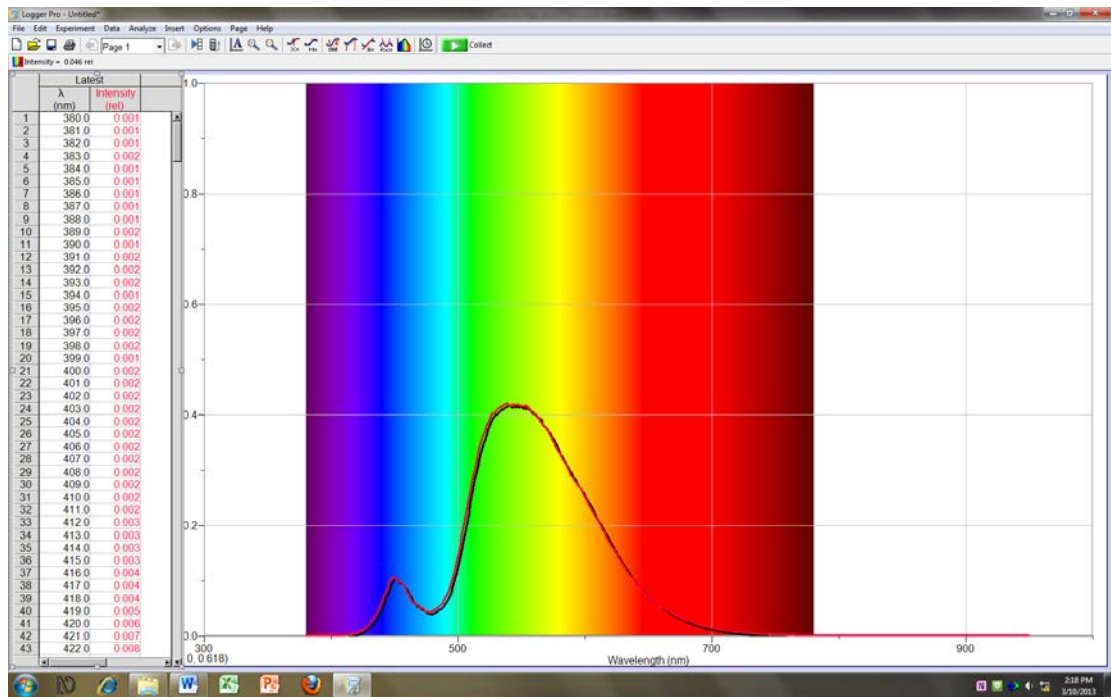 Logger Pro - Untitled*
File Edit Experiment Data Analyze Insert Options Page Help
Page 1
Collect
Intensity = 0.046 rel
Latest
λ Intensity
(nm) (rel)
1 380.0 0.001
2 381.0 0.001
3 382.0 0.001
4 383.0 0.002
5 384.0 0.001
6 385.0 0.001
7 386.0 0.001
8 387.0 0.001
9 388.0 0.001
10 389.0 0.002
11 390.0 0.001
12 391.0 0.002
13 392.0 0.002
14 393.0 0.002
15 394.0 0.001
16 395.0 0.002
17 396.0 0.002
18 397.0 0.002
19 398.0 0.002
20 399.0 0.001
21 400.0 0.002
22 401.0 0.002
23 402.0 0.002
24 403.0 0.002
25 404.0 0.002
26 405.0 0.002
27 406.0 0.002
28 407.0 0.002
29 408.0 0.002
30 409.0 0.002
31 410.0 0.002
32 411.0 0.002
33 412.0 0.003
34 413.0 0.003
35 414.0 0.003
36 415.0 0.003
37 416.0 0.004
38 417.0 0.004
39 418.0 0.004
40 419.0 0.005
41 420.0 0.006
42 421.0 0.007
43 422.0 0.008
1.0
0.8
0.6
0.4
0.2
0.0
300 500 700 900
0, 0.618)
Wavelength (nm)
2:18 PM
3/10/2013